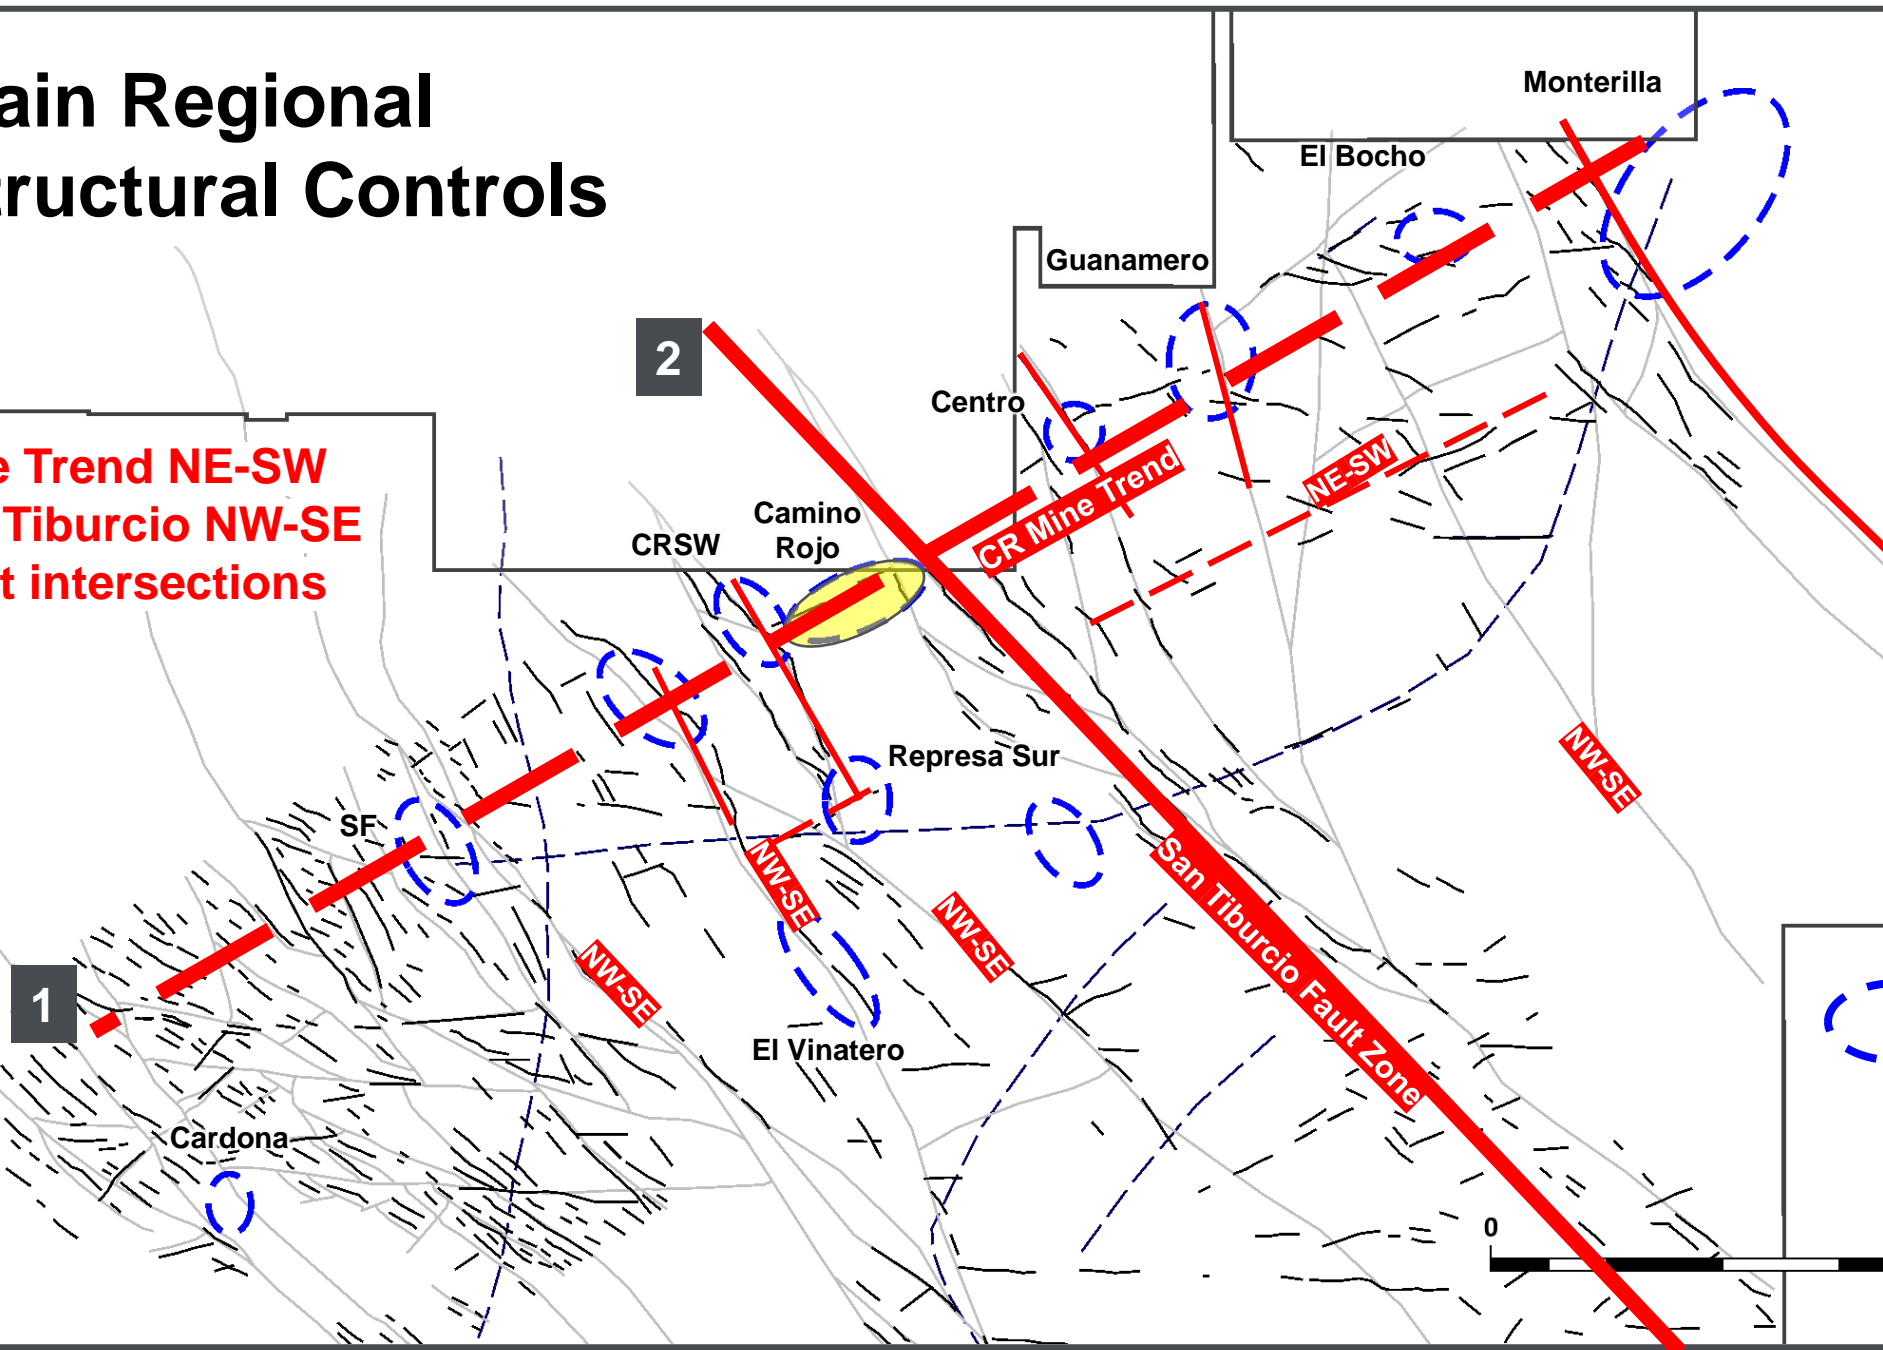 ain Regional
tructural Controls
Monterilla
El Bocho
Guanamero
2
Centro
e Trend NE-SW
Tiburcio NW-SE
t intersections
NE-SW
CR Mine Trend
Camino
Rojo
CRSW
Represa Sur
NW-SE
SF
NW-SE
San Tiburcio Fault Zone
NW-SE
NW-SE
1
El Vinatero
Cardona
0